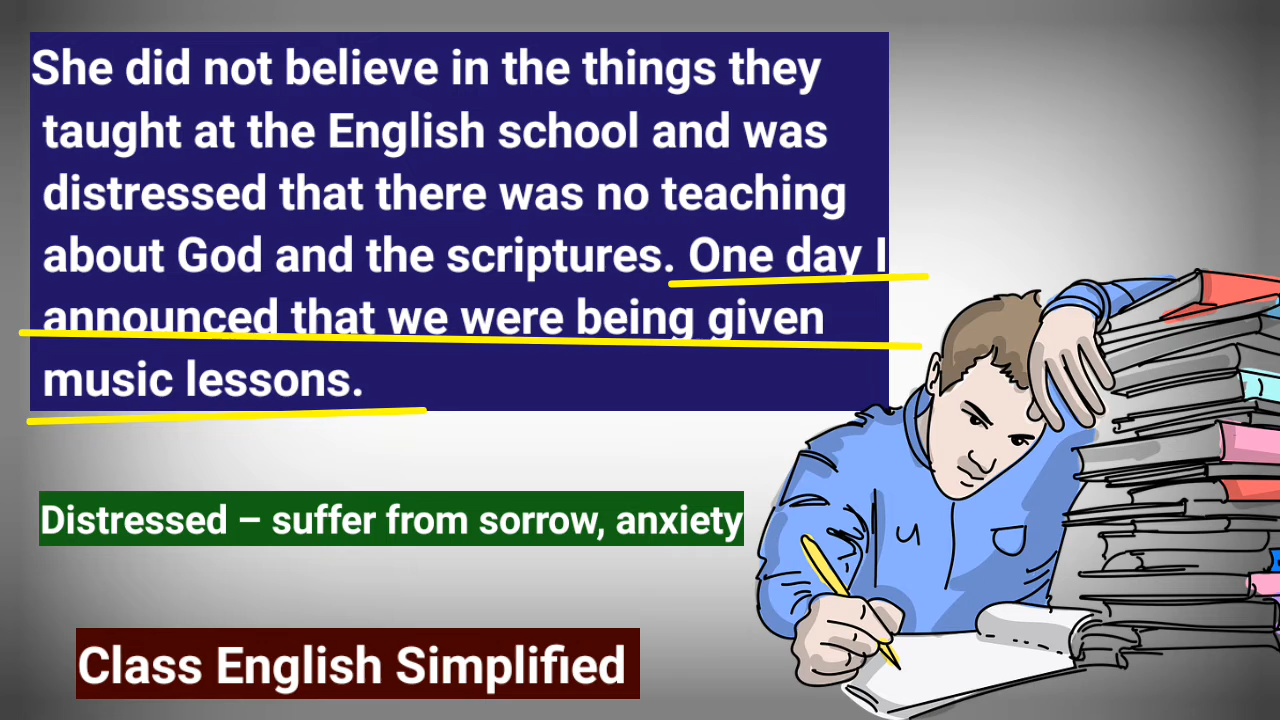 She did not believe in the things they
taught at the English school and was
distressed that there was no teaching
about God and the scriptures. One day I
announced that we were being given
music lessons.
Distressed – suffer from sorrow, anxiety
Class English Simplified